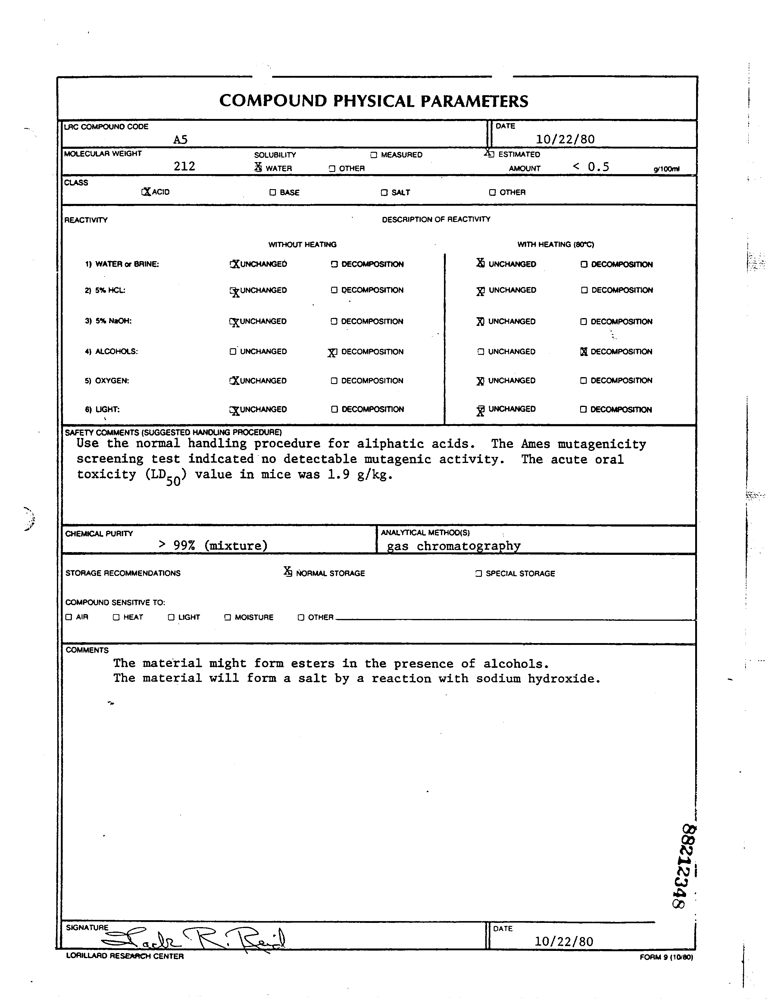 COMPOUND PHYSICAL PARAMETERS
LRC COMPOUND CODE
A5
DATE
10/22/80
MOLECULAR WEIGHT
212
SOLUBILITY ☐ MEASURED ☒ ESTIMATED
☒ WATER ☐ OTHER AMOUNT < 0.5 g/100ml
CLASS
☒ ACID ☐ BASE ☐ SALT ☐ OTHER
REACTIVITY DESCRIPTION OF REACTIVITY
WITHOUT HEATING WITH HEATING (80°C)
1) WATER or BRINE: ☒ UNCHANGED ☐ DECOMPOSITION ☒ UNCHANGED ☐ DECOMPOSITION
2) 5% HCL: ☒ UNCHANGED ☐ DECOMPOSITION ☒ UNCHANGED ☐ DECOMPOSITION
3) 5% NaOH: ☒ UNCHANGED ☐ DECOMPOSITION ☒ UNCHANGED ☐ DECOMPOSITION
4) ALCOHOLS: ☐ UNCHANGED ☒ DECOMPOSITION ☐ UNCHANGED ☒ DECOMPOSITION
5) OXYGEN: ☒ UNCHANGED ☐ DECOMPOSITION ☒ UNCHANGED ☐ DECOMPOSITION
6) LIGHT: ☒ UNCHANGED ☐ DECOMPOSITION ☒ UNCHANGED ☐ DECOMPOSITION
SAFETY COMMENTS (SUGGESTED HANDLING PROCEDURE)
Use the normal handling procedure for aliphatic acids. The Ames mutagenicity
screening test indicated no detectable mutagenic activity. The acute oral
toxicity (LD50) value in mice was 1.9 g/kg.
CHEMICAL PURITY
> 99% (mixture)
ANALYTICAL METHOD(S)
gas chromatography
STORAGE RECOMMENDATIONS ☒ NORMAL STORAGE ☐ SPECIAL STORAGE
COMPOUND SENSITIVE TO:
☐ AIR ☐ HEAT ☐ LIGHT ☐ MOISTURE ☐ OTHER
COMMENTS
The material might form esters in the presence of alcohols.
The material will form a salt by a reaction with sodium hydroxide.
88212348
SIGNATURE
Jack R. Reid
DATE
10/22/80
LORILLARD RESEARCH CENTER FORM 9 (10/80)